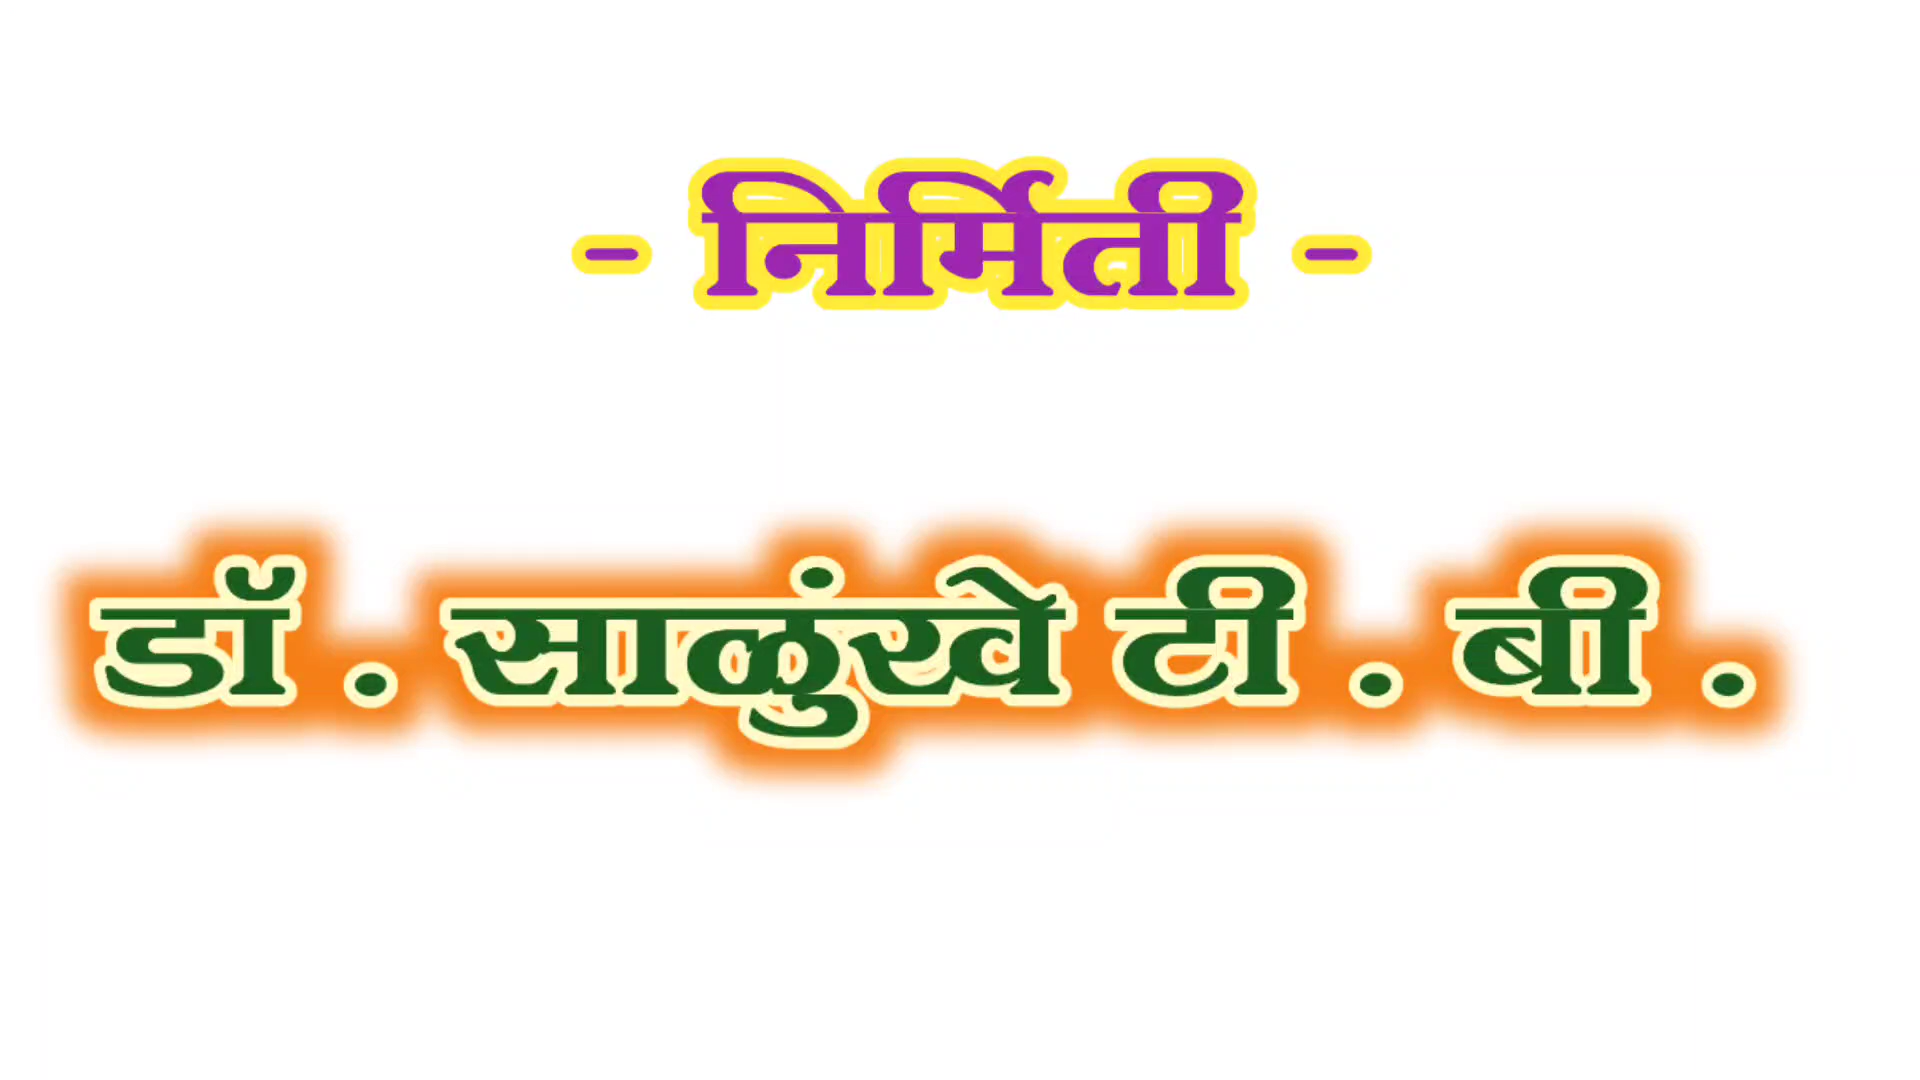 - निर्मिती -
डॉ . साळुंखे टी . बी .